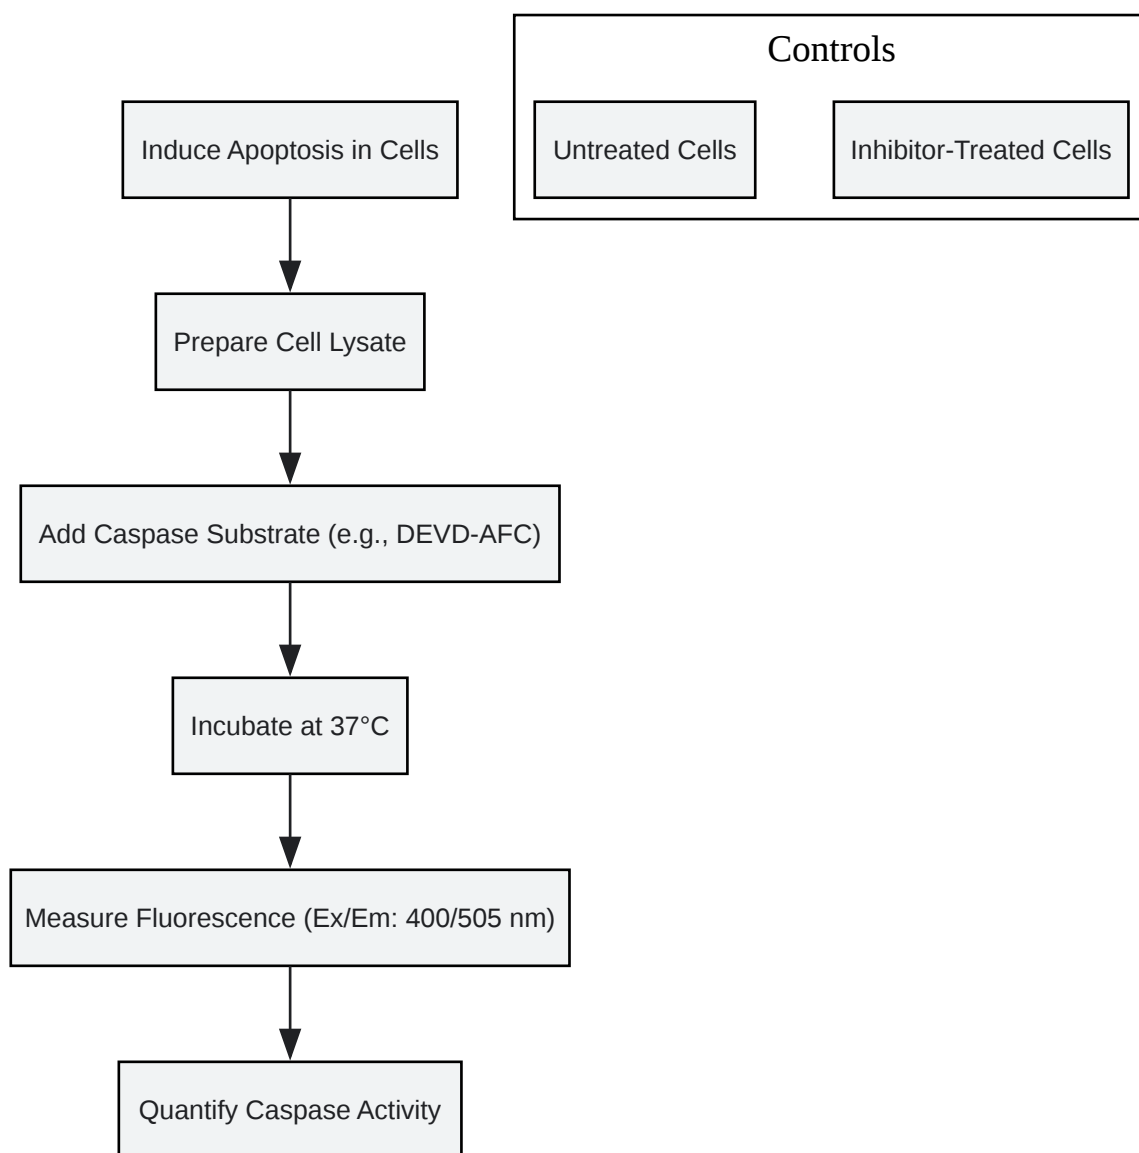 Controls
Induce Apoptosis in Cells
Untreated Cells
Inhibitor-Treated Cells
Prepare Cell Lysate
Add Caspase Substrate (e.g., DEVD-AFC)
Incubate at 37°C
Measure Fluorescence (Ex/Em: 400/505 nm)
Quantify Caspase Activity